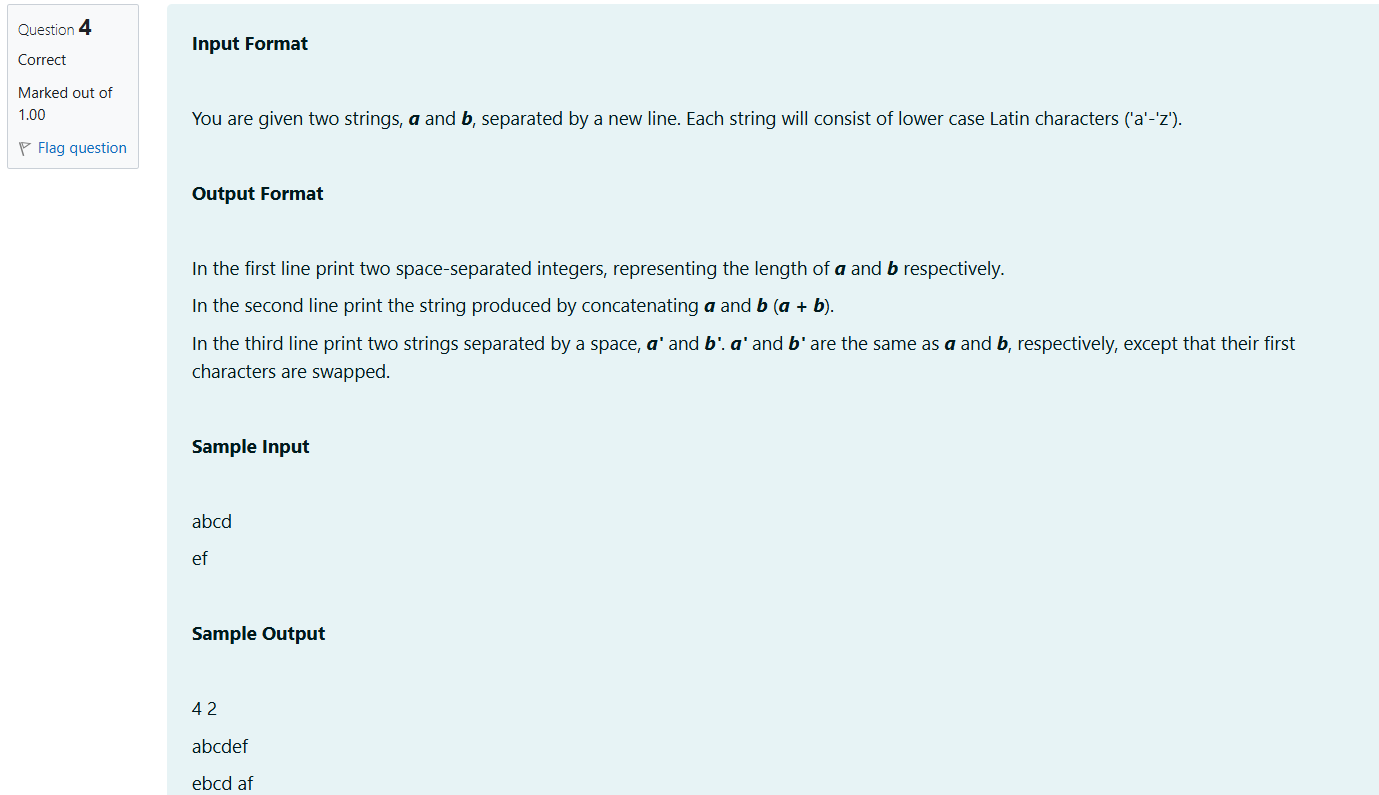 Question 4
Correct
Marked out of
1.00
Flag question
Input Format
You are given two strings, a and b, separated by a new line. Each string will consist of lower case Latin characters ('a'-'z').
Output Format
In the first line print two space-separated integers, representing the length of a and b respectively.
In the second line print the string produced by concatenating a and b (a + b).
In the third line print two strings separated by a space, a' and b'. a' and b' are the same as a and b, respectively, except that their first
characters are swapped.
Sample Input
abcd
ef
Sample Output
4 2
abcdef
ebcd af